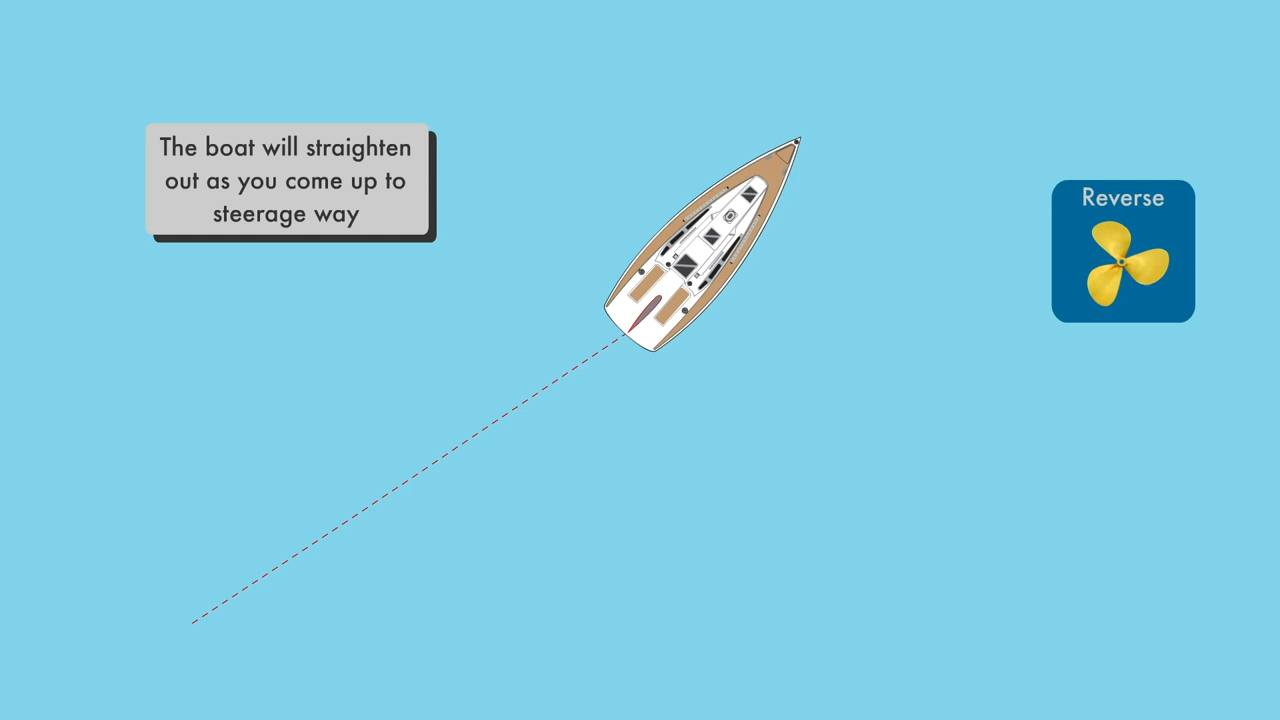 The boat will straighten
out as you come up to
steerage way
Reverse